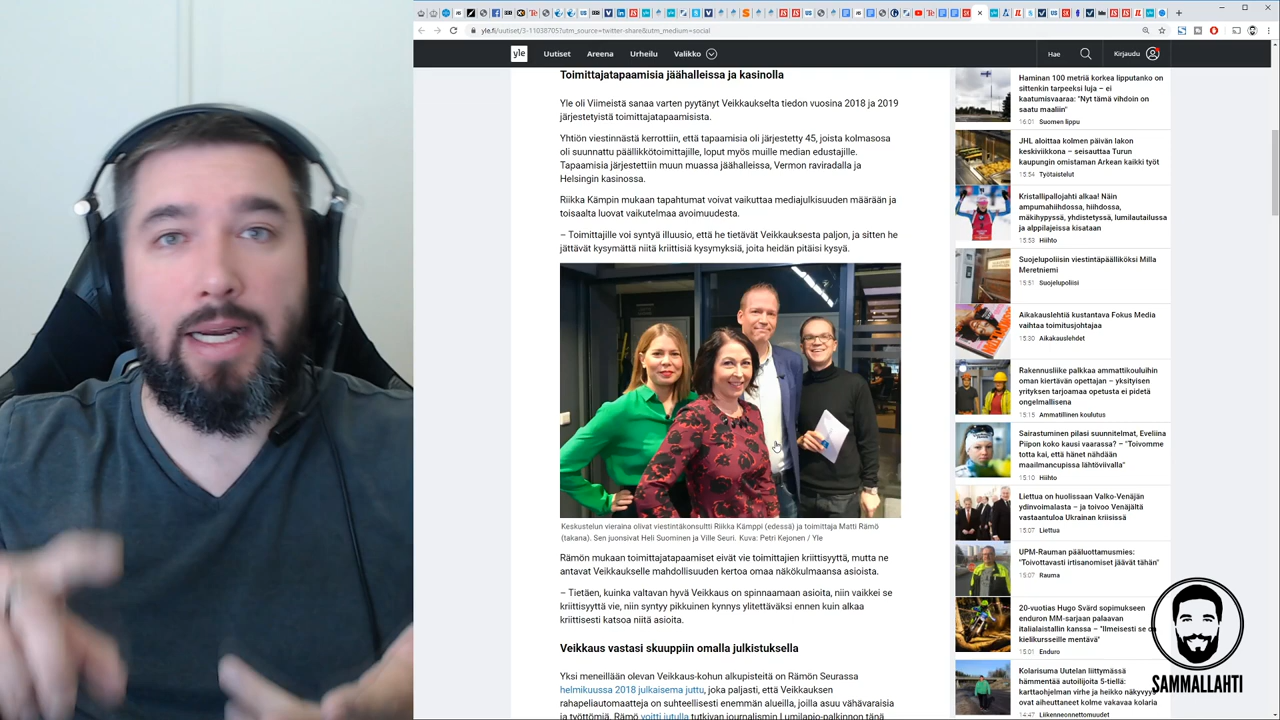 yle.fi/uutiset/3-11038705?utm_source=twitter-share&utm_medium=social
yle
Uutiset
Areena
Urheilu
Valikko
Hae
Kirjaudu
Toimittajatapaamisia jäähalleissa ja kasinolla
Yle oli Viimeistä sanaa varten pyytänyt Veikkaukselta tiedon vuosina 2018 ja 2019
järjestetyistä toimittajatapaamisista.
Yhtiön viestinnästä kerrottiin, että tapaamisia oli järjestetty 45, joista kolmasosa
oli suunnattu päällikkötoimittajille, loput myös muille median edustajille.
Tapaamisia järjestettiin muun muassa jäähalleissa, Vermon raviradalla ja
Helsingin kasinossa.
Riikka Kämpin mukaan tapahtumat voivat vaikuttaa mediajulkisuuden määrään ja
toisaalta luovat vaikutelmaa avoimuudesta.
– Toimittajille voi syntyä illuusio, että he tietävät Veikkauksesta paljon, ja sitten he
jättävät kysymättä niitä kriittisiä kysymyksiä, joita heidän pitäisi kysyä.
Keskustelun vieraina olivat viestintäkonsultti Riikka Kämppi (edessä) ja toimittaja Matti Rämö
(takana). Sen juonsivat Heli Suominen ja Ville Seuri. Kuva: Petri Kejonen / Yle
Rämön mukaan toimittajatapaamiset eivät vie toimittajien kriittisyyttä, mutta ne
antavat Veikkaukselle mahdollisuuden kertoa omaa näkökulmaansa asioista.
– Tietäen, kuinka valtavan hyvä Veikkaus on spinnaamaan asioita, niin vaikkei se
kriittisyyttä vie, niin syntyy pikkuinen kynnys ylitettäväksi ennen kuin alkaa
kriittisesti katsoa niitä asioita.
Veikkaus vastasi skuuppiin omalla julkistuksella
Yksi meneillään olevan Veikkaus-kohun alkupisteitä on Rämön Seurassa
helmikuussa 2018 julkaisema juttu, joka paljasti, että Veikkauksen
rahapeliautomaatteja on suhteellisesti enemmän alueilla, joilla asuu vähävaraisia
ja työttömiä. Rämö voitti jutulla tutkivan journalismin Lumilapio-palkinnon tänä
Haminan 100 metriä korkea lipputanko on
sittenkin tarpeeksi luja – ei
kaatumisvaaraa: "Nyt tämä vihdoin on
saatu maaliin"
16:01 Suomen lippu
JHL aloittaa kolmen päivän lakon
keskiviikkona – seisauttaa Turun
kaupungin omistaman Arkean kaikki työt
15:54 Työtaistelut
Kristallipallojahti alkaa! Näin
ampumahiihdossa, hiihdossa,
mäkihypyssä, yhdistetyssä, lumilautailussa
ja alppilajeissa kisataan
15:53 Hiihto
Suojelupoliisin viestintäpäälliköksi Milla
Meretniemi
15:51 Suojelupoliisi
Aikakauslehtiä kustantava Fokus Media
vaihtaa toimitusjohtajaa
15:30 Aikakauslehdet
Rakennusliike palkkaa ammattikouluihin
oman kiertävän opettajan – yksityisen
yrityksen tarjoamaa opetusta ei pidetä
ongelmallisena
15:15 Ammatillinen koulutus
Sairastuminen pilasi suunnitelmat, Eveliina
Piipon koko kausi vaarassa? – "Toivomme
totta kai, että hänet nähdään
maailmancupissa lähtöviivalla"
15:10 Hiihto
Liettua on huolissaan Valko-Venäjän
ydinvoimalasta – ja toivoo Venäjältä
vastaantuloa Ukrainan kriisissä
15:07 Liettua
UPM-Rauman pääluottamusmies:
"Toivottavasti irtisanomiset jäävät tähän"
15:07 Rauma
20-vuotias Hugo Svärd sopimukseen
enduron MM-sarjaan palaavan
italialaistallin kanssa – "Ilmeisesti se on
kielikursseille mentävä"
15:01 Enduro
Kolarisuma Uutelan liittymässä
hämmentää autoilijoita 5-tiellä:
karttaohjelman virhe ja heikko näkyvyys
ovat aiheuttaneet kolme vakavaa kolaria
14:47 Liikenneonnettomuudet
SAMMALLAHTI